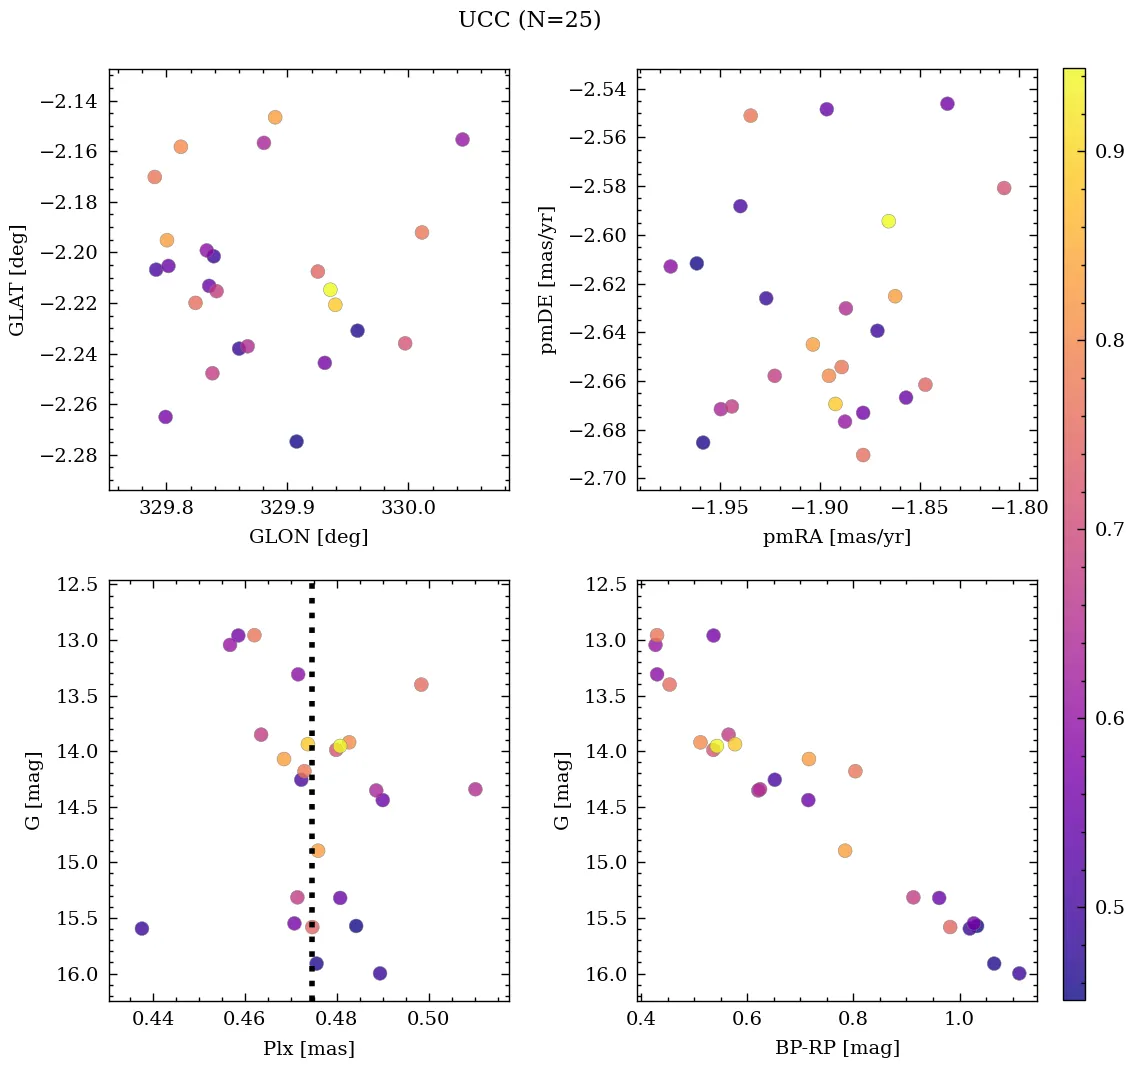 UCC (N=25)
−2.14
−2.16
−2.18
−2.20
−2.22
−2.24
−2.26
−2.28
GLAT [deg]
329.8 329.9 330.0
GLON [deg]
−2.54
−2.56
−2.58
−2.60
−2.62
−2.64
−2.66
−2.68
−2.70
pmDE [mas/yr]
−1.95 −1.90 −1.85 −1.80
pmRA [mas/yr]
12.5
13.0
13.5
14.0
14.5
15.0
15.5
16.0
G [mag]
0.44 0.46 0.48 0.50
Plx [mas]
12.5
13.0
13.5
14.0
14.5
15.0
15.5
16.0
G [mag]
0.4 0.6 0.8 1.0
BP-RP [mag]
0.9
0.8
0.7
0.6
0.5